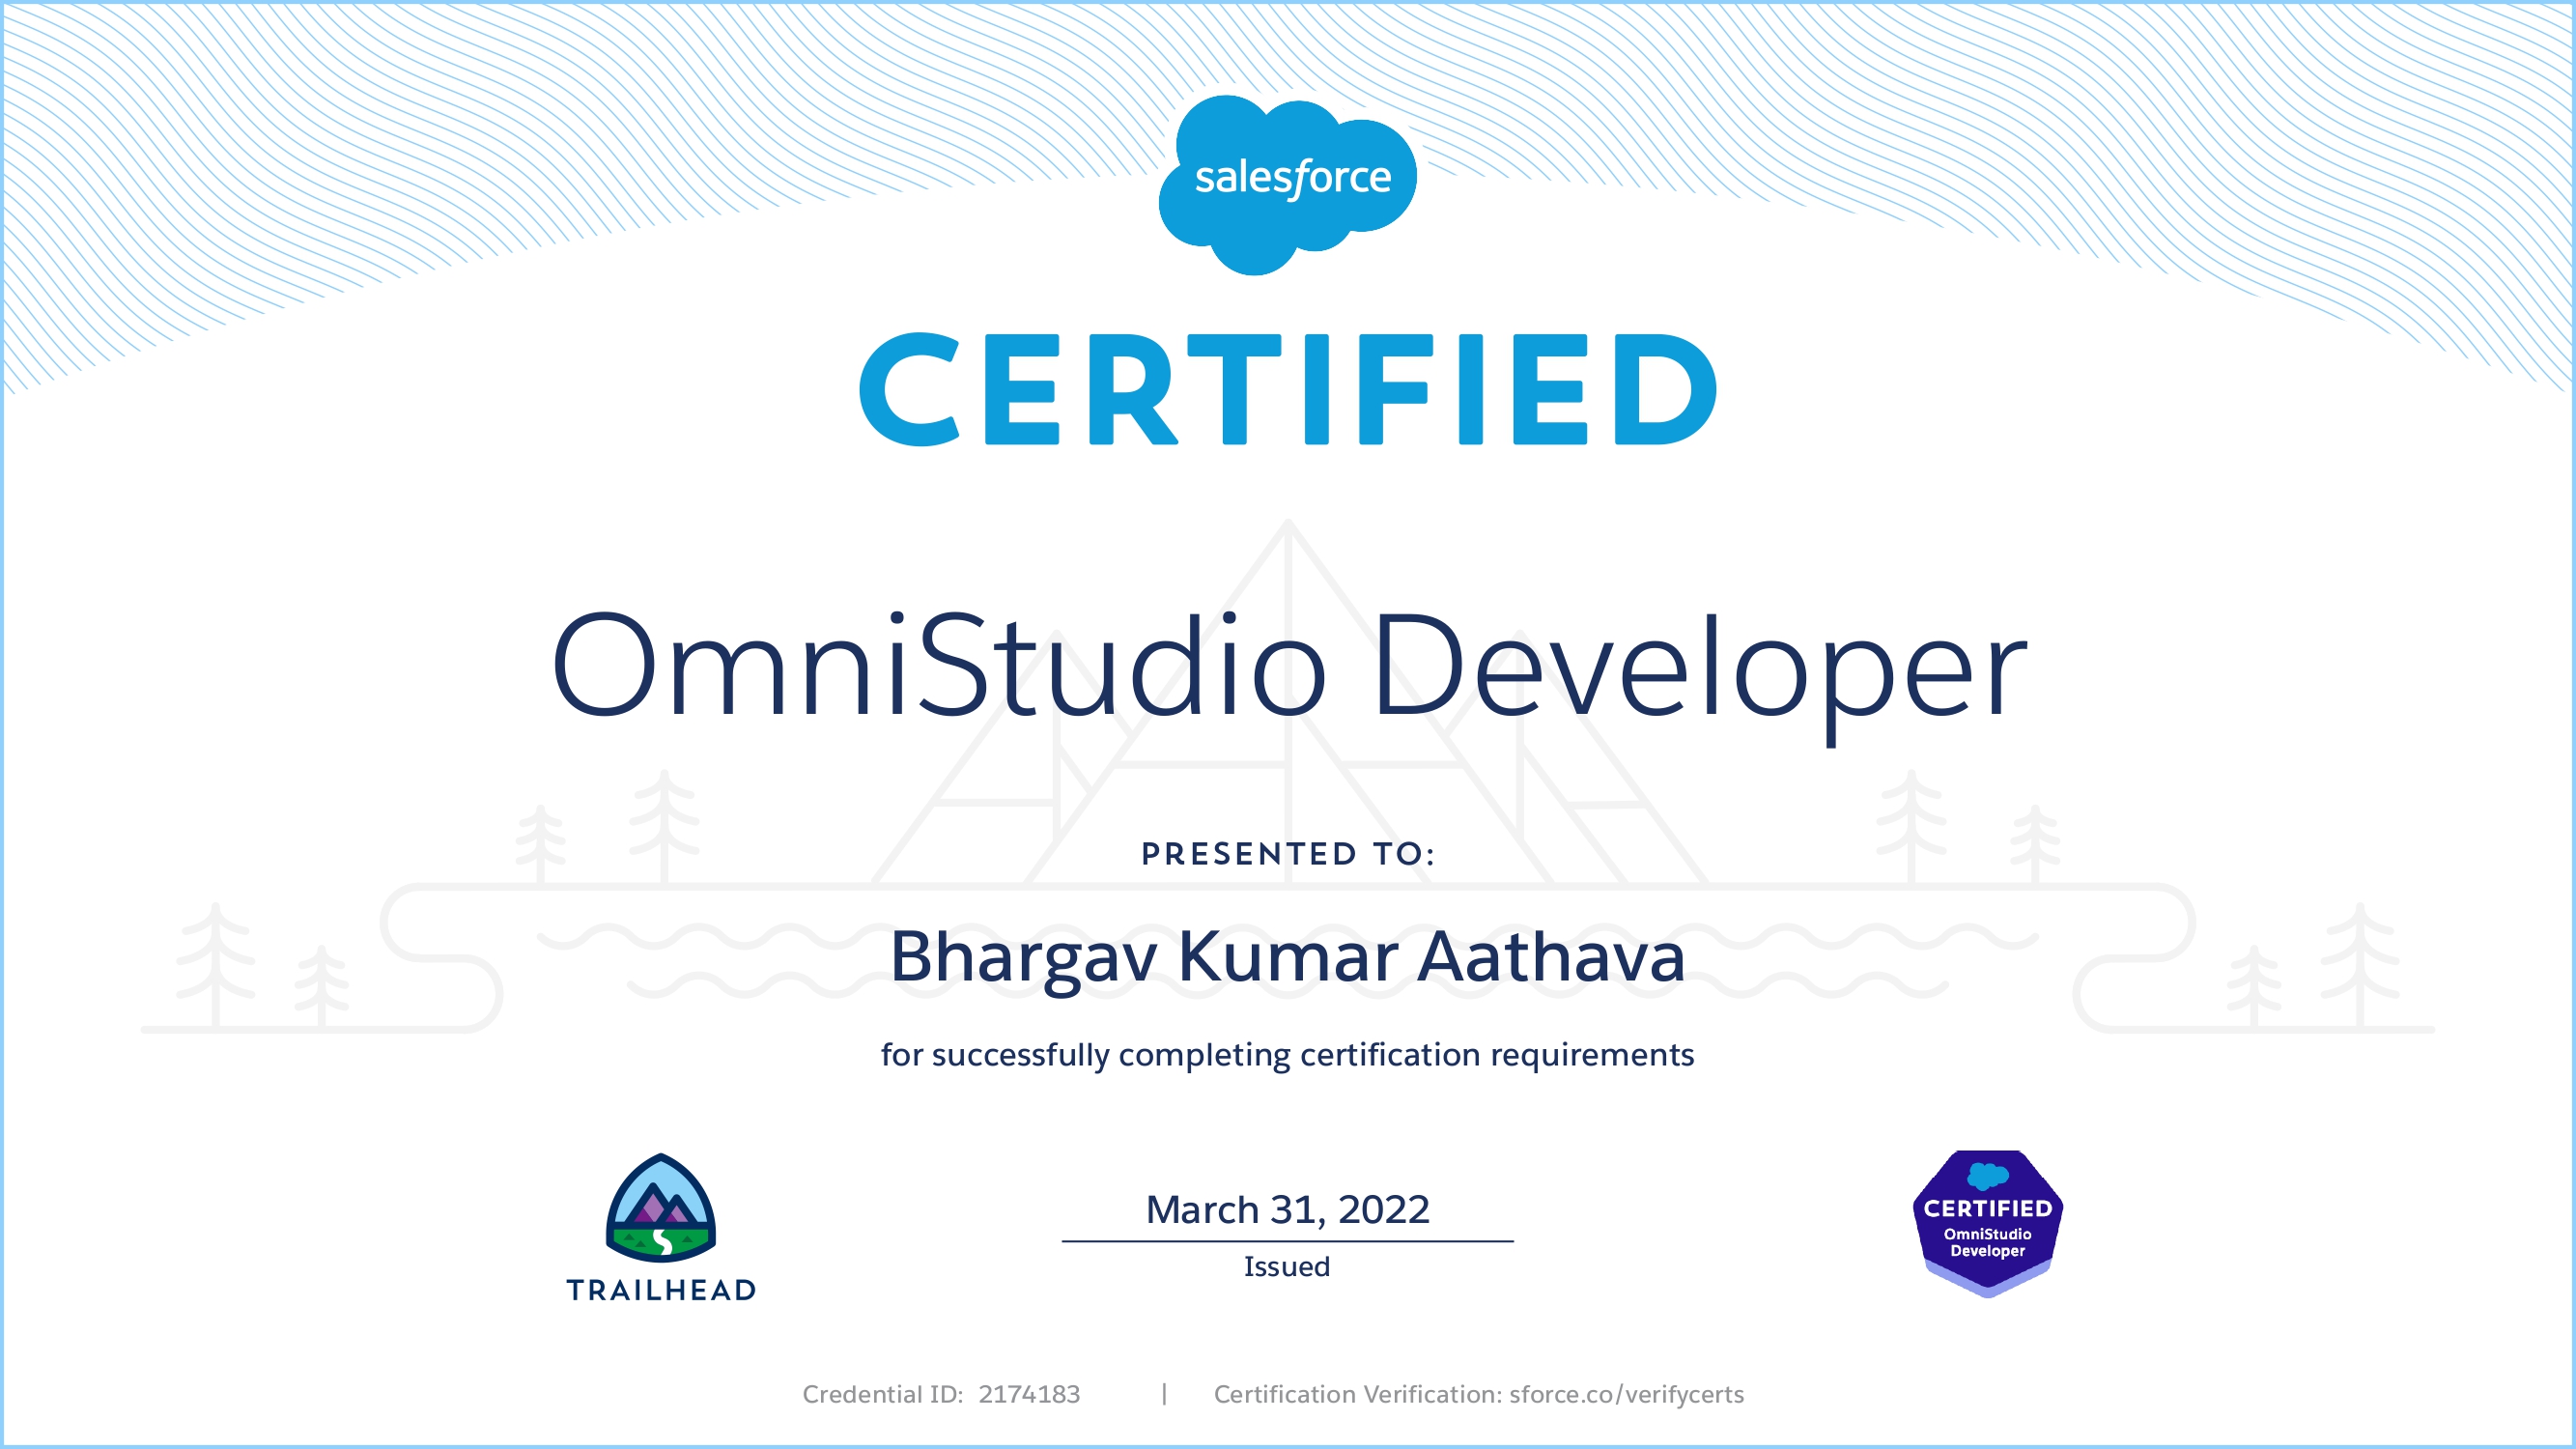 salesforce
CERTIFIED
OmniStudio Developer
PRESENTED TO:
Bhargav Kumar Aathava
for successfully completing certification requirements
TRAILHEAD
March 31, 2022
Issued
CERTIFIED
OmniStudio
Developer
Credential ID: 2174183 | Certification Verification: sforce.co/verifycerts